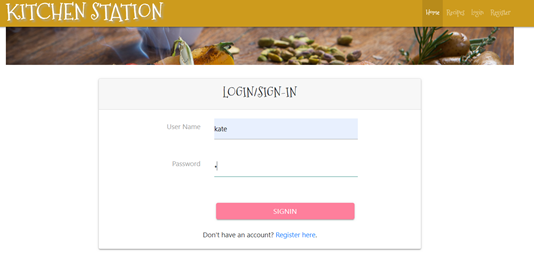 KITCHEN STATION
Home Recipes Login Register
LOGIN/SIGN-IN
User Name kate
Password
SIGNIN
Don't have an account? Register here.